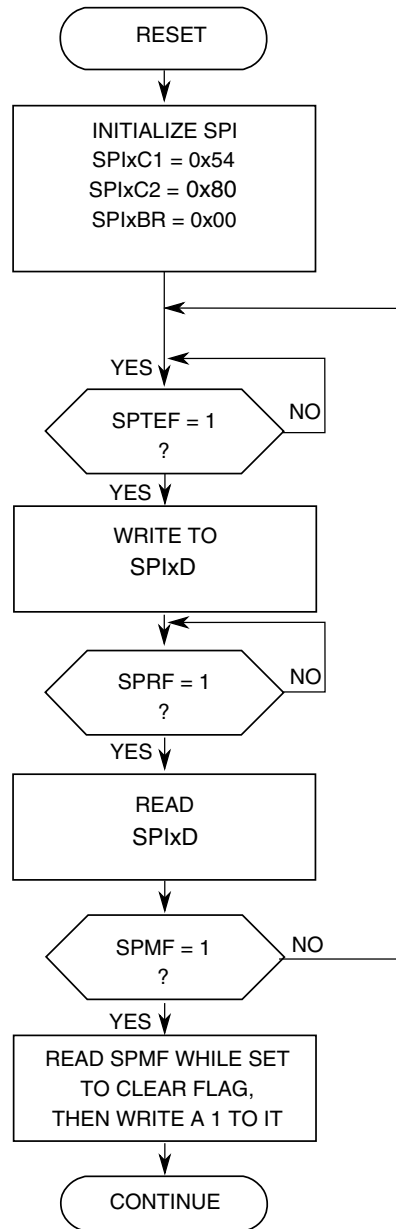 RESET
INITIALIZE SPI
SPIxC1 = 0x54
SPIxC2 = 0x80
SPIxBR = 0x00
YES
SPTEF = 1
?
NO
YES
WRITE TO
SPIxD
SPRF = 1
?
NO
YES
READ
SPIxD
SPMF = 1
?
NO
YES
READ SPMF WHILE SET
TO CLEAR FLAG,
THEN WRITE A 1 TO IT
CONTINUE